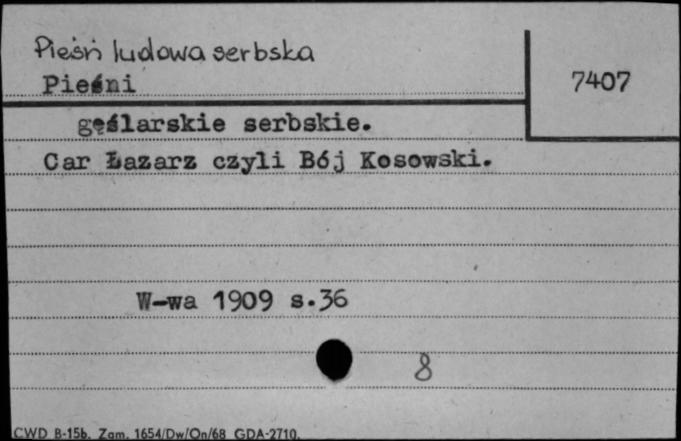 Pieśń ludowa serbska
Pieśni
7407
gęślarskie serbskie.
Car Łazarz czyli Bój Kosowski.
W-wa 1909 s.36
8
CWD B-15b. Zam. 1654/Dw/On/68 GDA-2710.